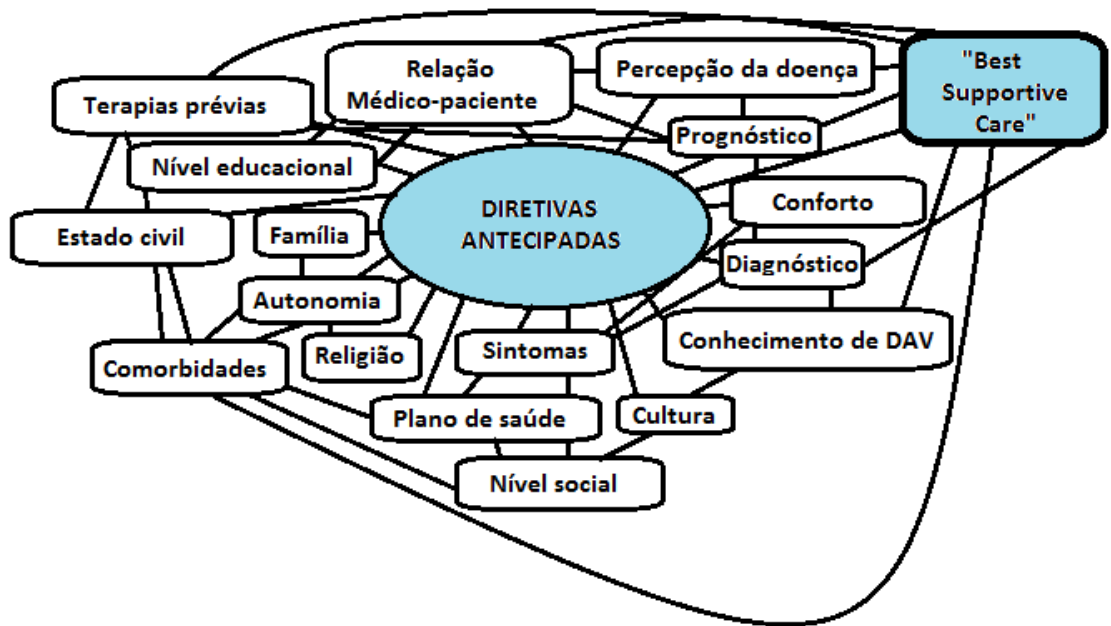 Terapias prévias
Relação
Médico-paciente
Percepção da doença
"Best
Supportive
Care"
Prognóstico
Nível educacional
DIRETIVAS
ANTECIPADAS
Conforto
Estado civil
Família
Diagnóstico
Autonomia
Conhecimento de DAV
Religião
Sintomas
Comorbidades
Plano de saúde
Cultura
Nível social